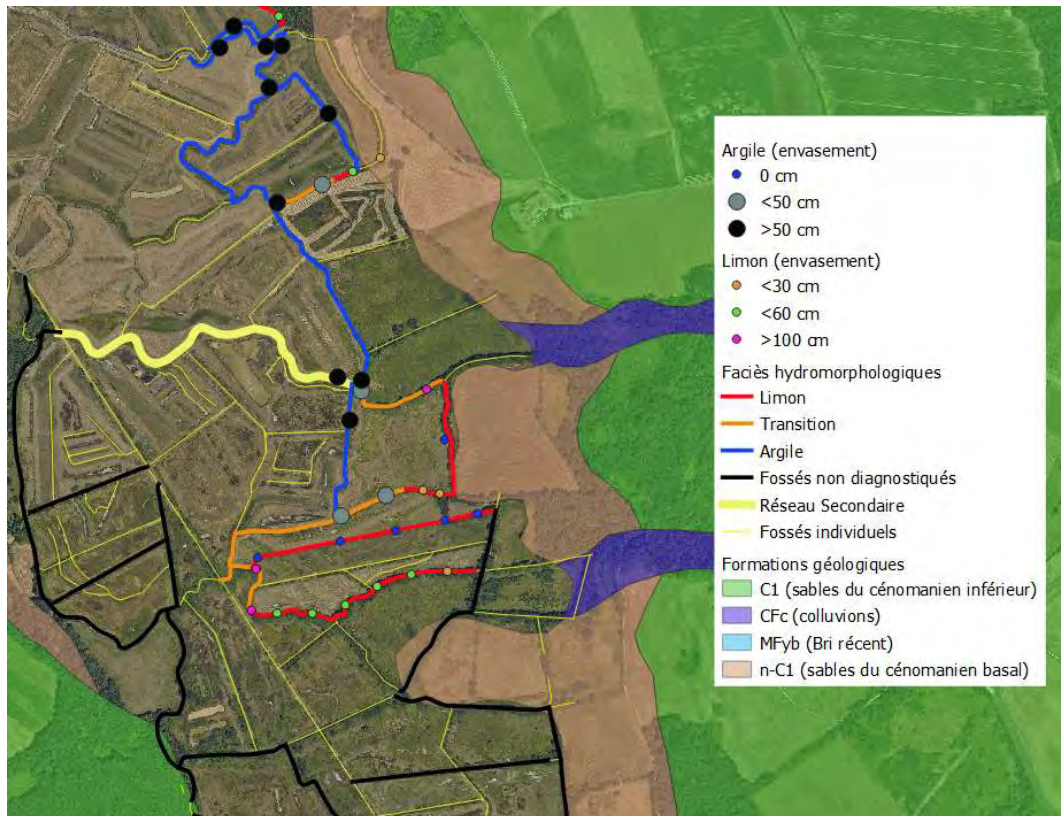 Argile (envasement)
0 cm
<50 cm
>50 cm
Limon (envasement)
<30 cm
<60 cm
>100 cm
Faciès hydromorphologiques
Limon
Transition
Argile
Fossés non diagnostiqués
Réseau Secondaire
Fossés individuels
Formations géologiques
C1 (sables du cénomanien inférieur)
CFc (colluvions)
MFyb (Bri récent)
n-C1 (sables du cénomanien basal)